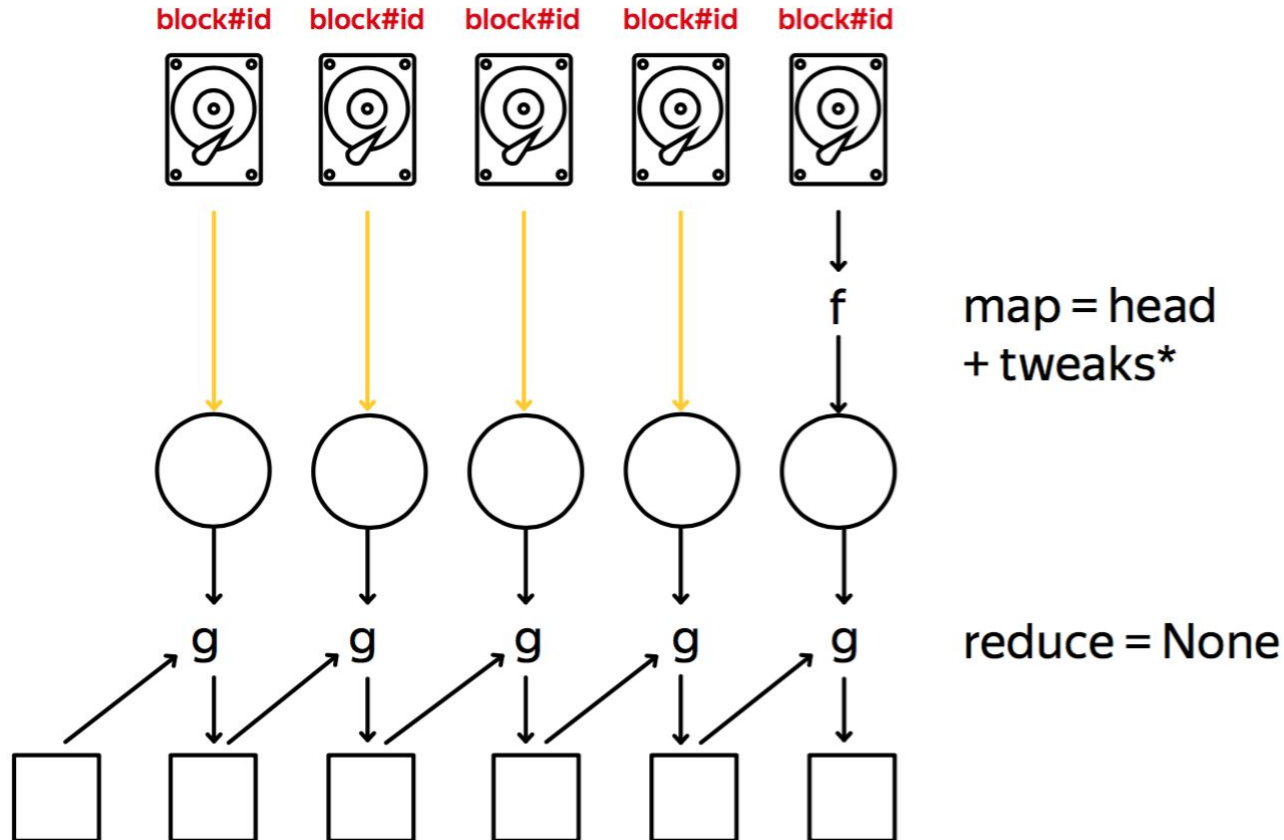 block#id block#id block#id block#id block#id
f
map = head
+ tweaks*
g g g g g
reduce = None